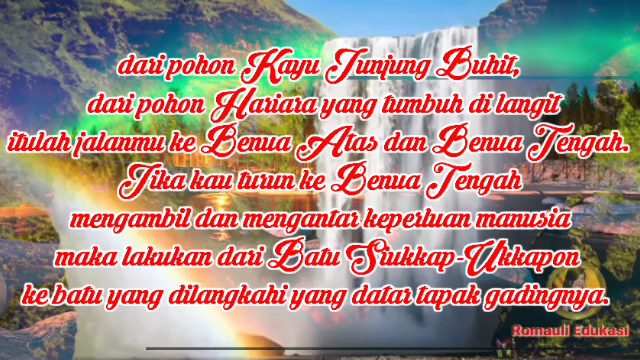 dari pohon Kayu Junjung Buhit,
dari pohon Hariara yang tumbuh di langit
itulah jalanmu ke Benua Atas dan Benua Tengah.
Jika kau turun ke Benua Tengah
mengambil dan mengantar keperluan manusia
maka lakukan dari Batu Siukkap-Ukkapon
ke batu yang dilangkahi yang datar tapak gadingnya.
Romauli Edukasi